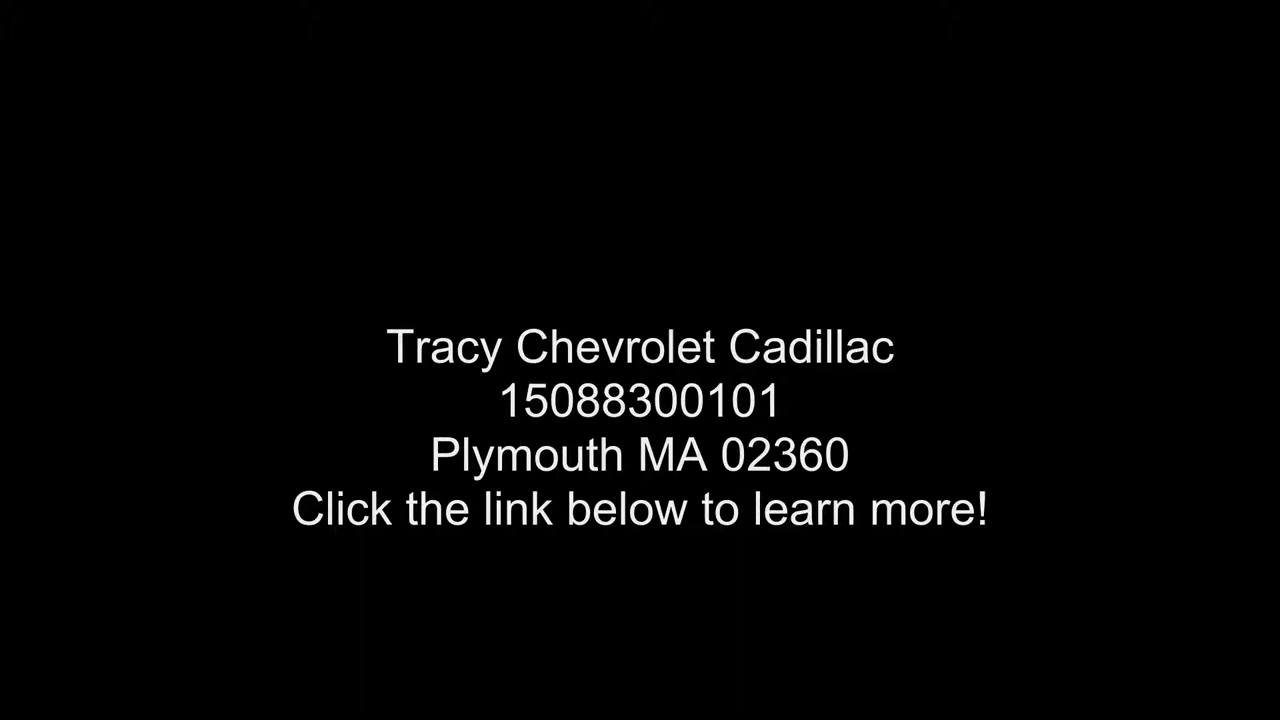 Tracy Chevrolet Cadillac
15088300101
Plymouth MA 02360
Click the link below to learn more!